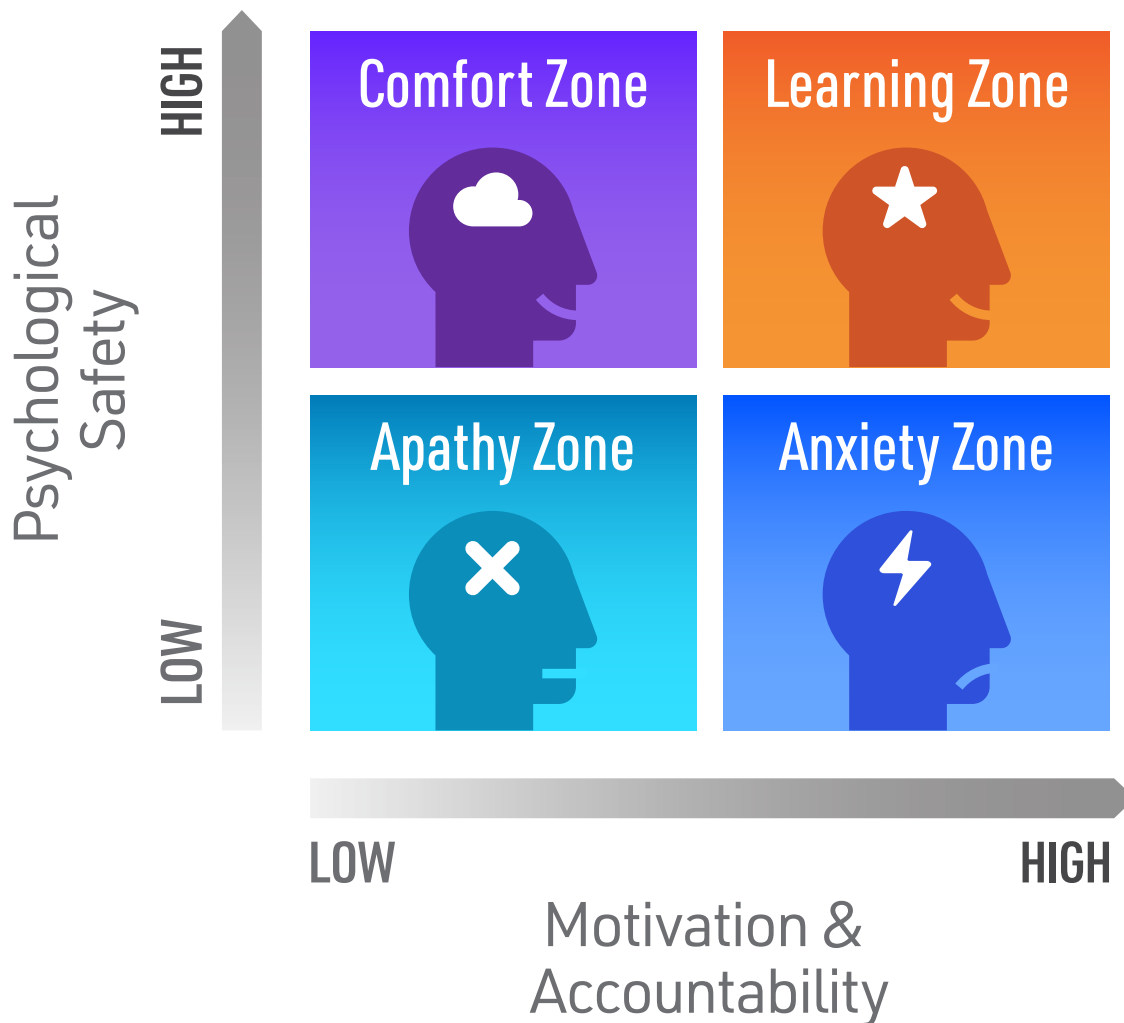 Psychological
Safety
HIGH
LOW
Comfort Zone
Learning Zone
Apathy Zone
Anxiety Zone
LOW
HIGH
Motivation &
Accountability